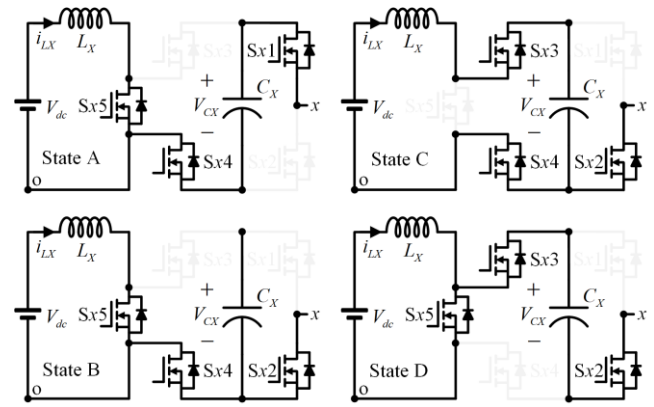 i_LX L_X Sx3 Sx1
V_dc Sx5 + V_CX − C_X x
State A Sx4 Sx2
o
i_LX L_X Sx3 Sx1
V_dc Sx5 + V_CX − C_X x
State C Sx4 Sx2
o
i_LX L_X Sx3 Sx1
V_dc Sx5 + V_CX − C_X x
State B Sx4 Sx2
o
i_LX L_X Sx3 Sx1
V_dc Sx5 + V_CX − C_X x
State D Sx4 Sx2
o